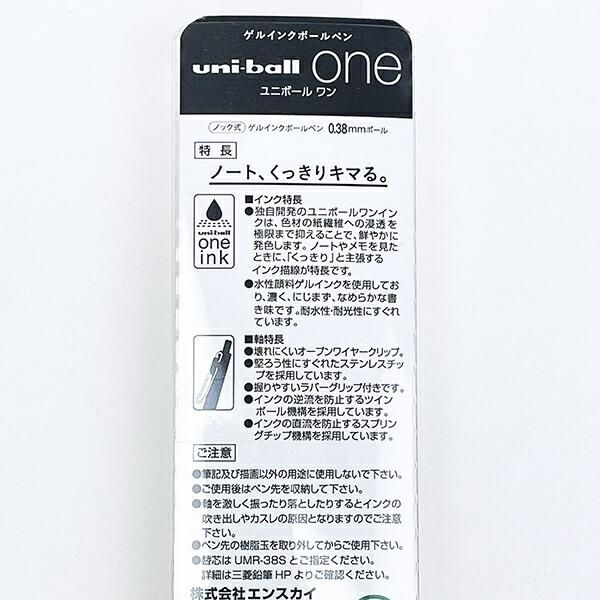 ゲルインクボールペン
uni-ball one
ユニボール ワン
ノック式 ゲルインクボールペン 0.38mmボール
特長
ノート、くっきりキマる。
■インク特長
●独自開発のユニボールワンイン
クは、色材の紙繊維への浸透を
極限まで抑えることで、鮮やかに
発色します。ノートやメモを見た
ときに、「くっきり」と主張する
インク描線が特長です。
uni-ball
one
ink
●水性顔料ゲルインクを使用してお
り、濃く、にじまず、なめらかな書
き味です。耐水性・耐光性にすぐれ
ています。
■軸特長
●壊れにくいオープンワイヤークリップ。
●堅ろう性にすぐれたステンレスチッ
プを採用しています。
●握りやすいラバーグリップ付きです。
●インクの逆流を防止するツイン
ボール機構を採用しています。
●インクの直流を防止するスプリン
グチップ機構を採用しています。
ご注意
●筆記及び描画以外の用途に使用しないで下さい。
●ご使用後はペン先を収納して下さい。
●軸を激しく振ったり落としたりするとインクの
吹き出しやカスレの原因となりますのでご注意
下さい。
●ペン先の樹脂玉を取り外してからご使用下さい。
●替芯は UMR-38S とご指定ください。
詳細は三菱鉛筆 HP よりご確認ください。
株式会社エンスカイ